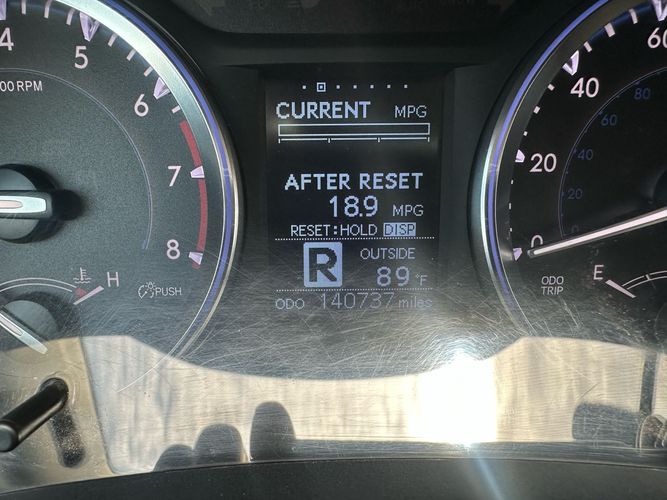 4
5
6
7
8
00 RPM
H
PUSH
CURRENT MPG
AFTER RESET
18.9 MPG
RESET:HOLD DISP
R
OUTSIDE
89°F
ODO 140737 miles
60
40
20
0
80
60
40
20
ODO
TRIP
E